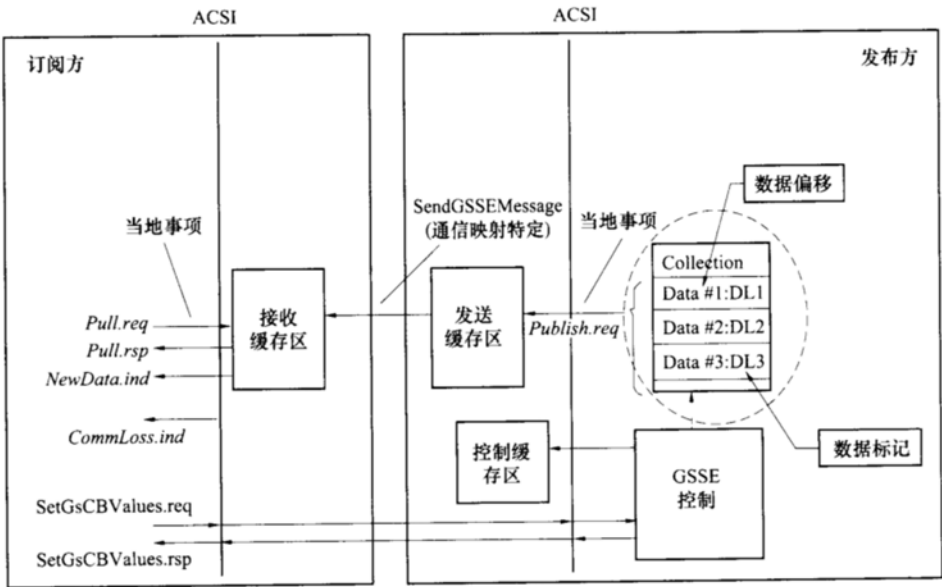 ACSI
ACSI
订阅方
发布方
数据偏移
SendGSSEMessage
(通信映射特定)
当地事项
当地事项
Collection
Data #1:DL1
Data #2:DL2
Data #3:DL3
接收
缓存区
发送
缓存区
Publish.req
Pull.req
Pull.rsp
NewData.ind
CommLoss.ind
控制缓
存区
GSSE
控制
数据标记
SetGsCBValues.req
SetGsCBValues.rsp